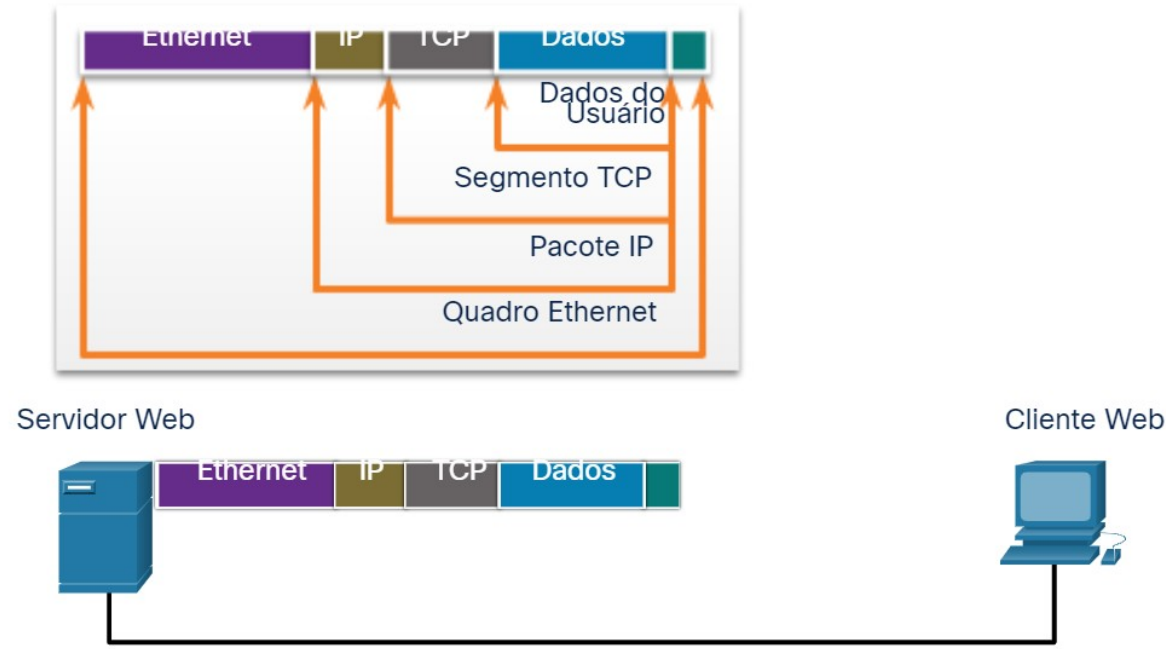 Ethernet IP TCP Dados
Dados do
Usuário
Segmento TCP
Pacote IP
Quadro Ethernet
Servidor Web
Cliente Web
Ethernet IP TCP Dados